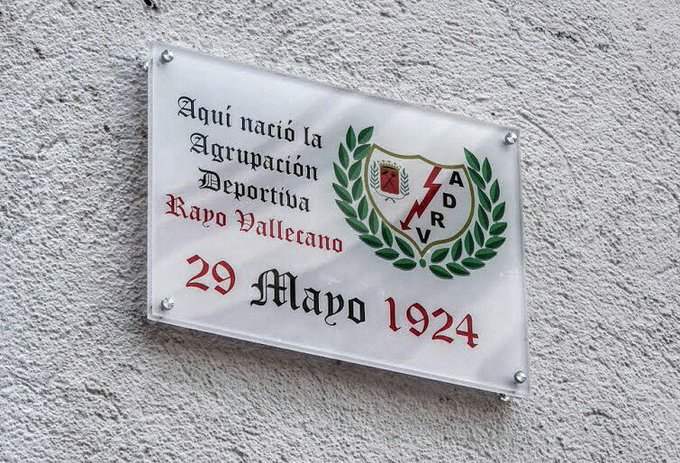 Aquí nació la
Agrupación
Deportiva
Rayo Vallecano
29 Mayo 1924
A
D
R
V